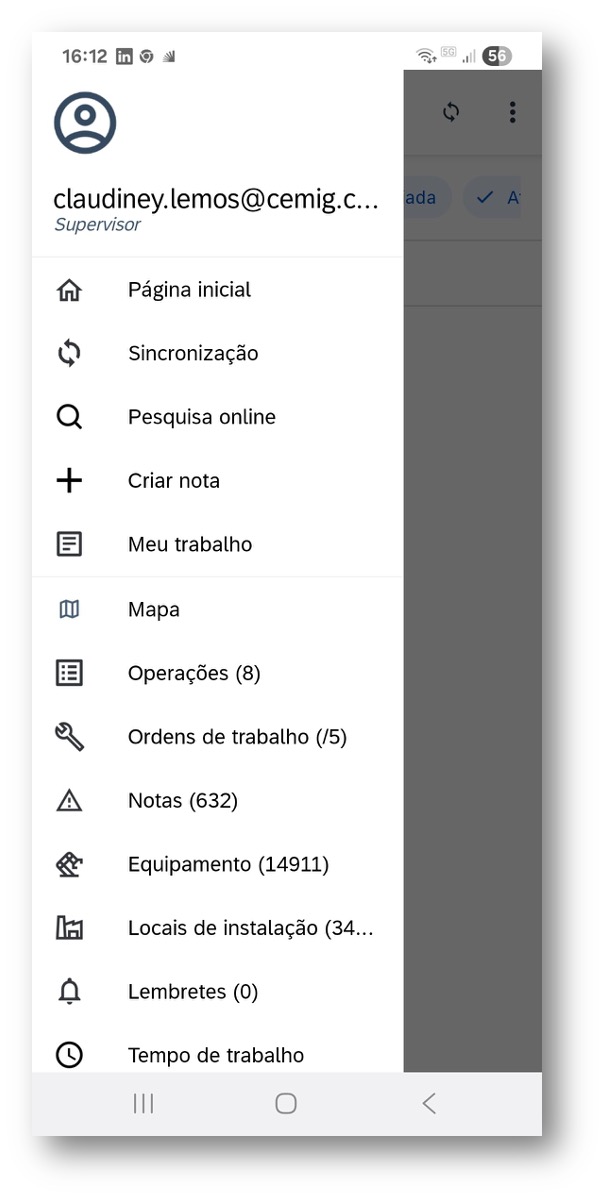 16:12
5G
56
claudiney.lemos@cemig.c...
Supervisor
ada
Página inicial
Sincronização
Pesquisa online
Criar nota
Meu trabalho
Mapa
Operações (8)
Ordens de trabalho (/5)
Notas (632)
Equipamento (14911)
Locais de instalação (34...
Lembretes (0)
Tempo de trabalho